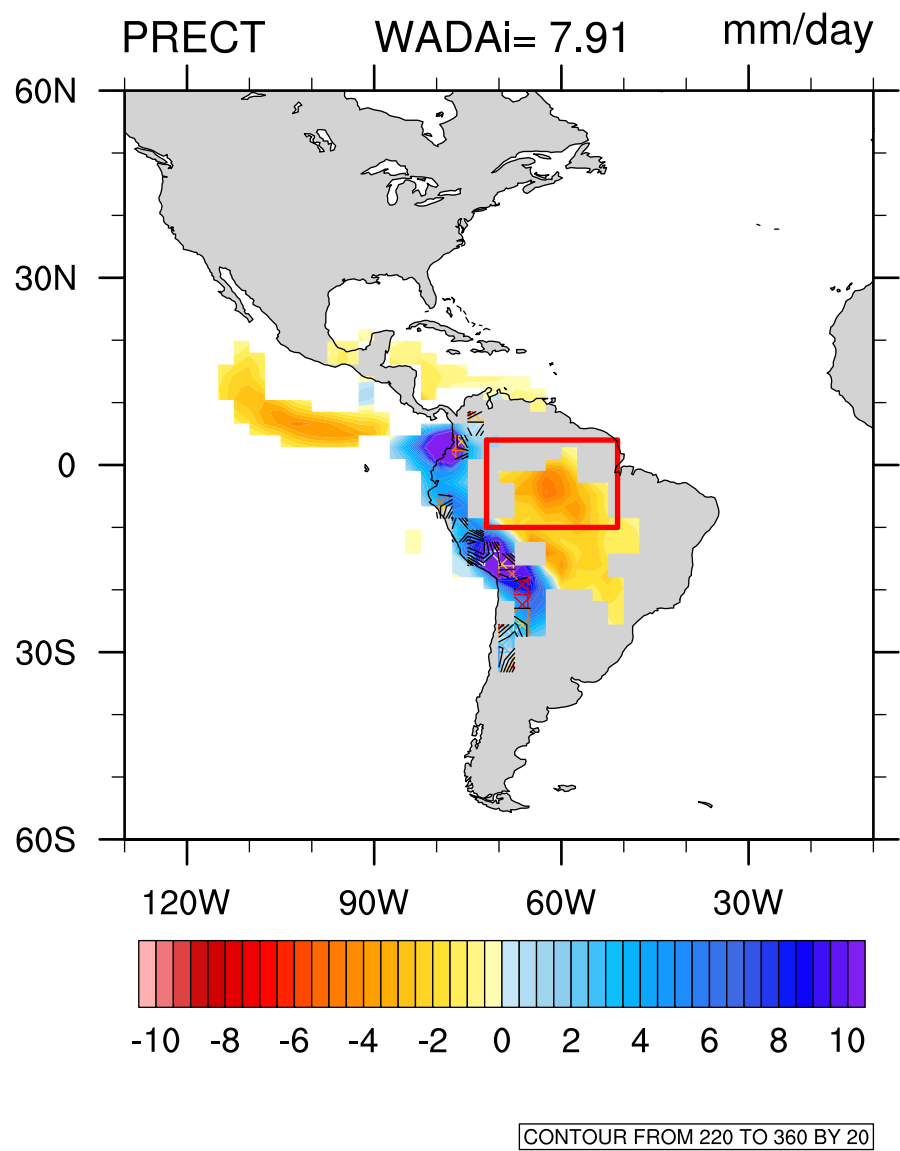 PRECT WADAi= 7.91 mm/day
60N
30N
0
30S
60S
120W 90W 60W 30W
-10 -8 -6 -4 -2 0 2 4 6 8 10
CONTOUR FROM 220 TO 360 BY 20